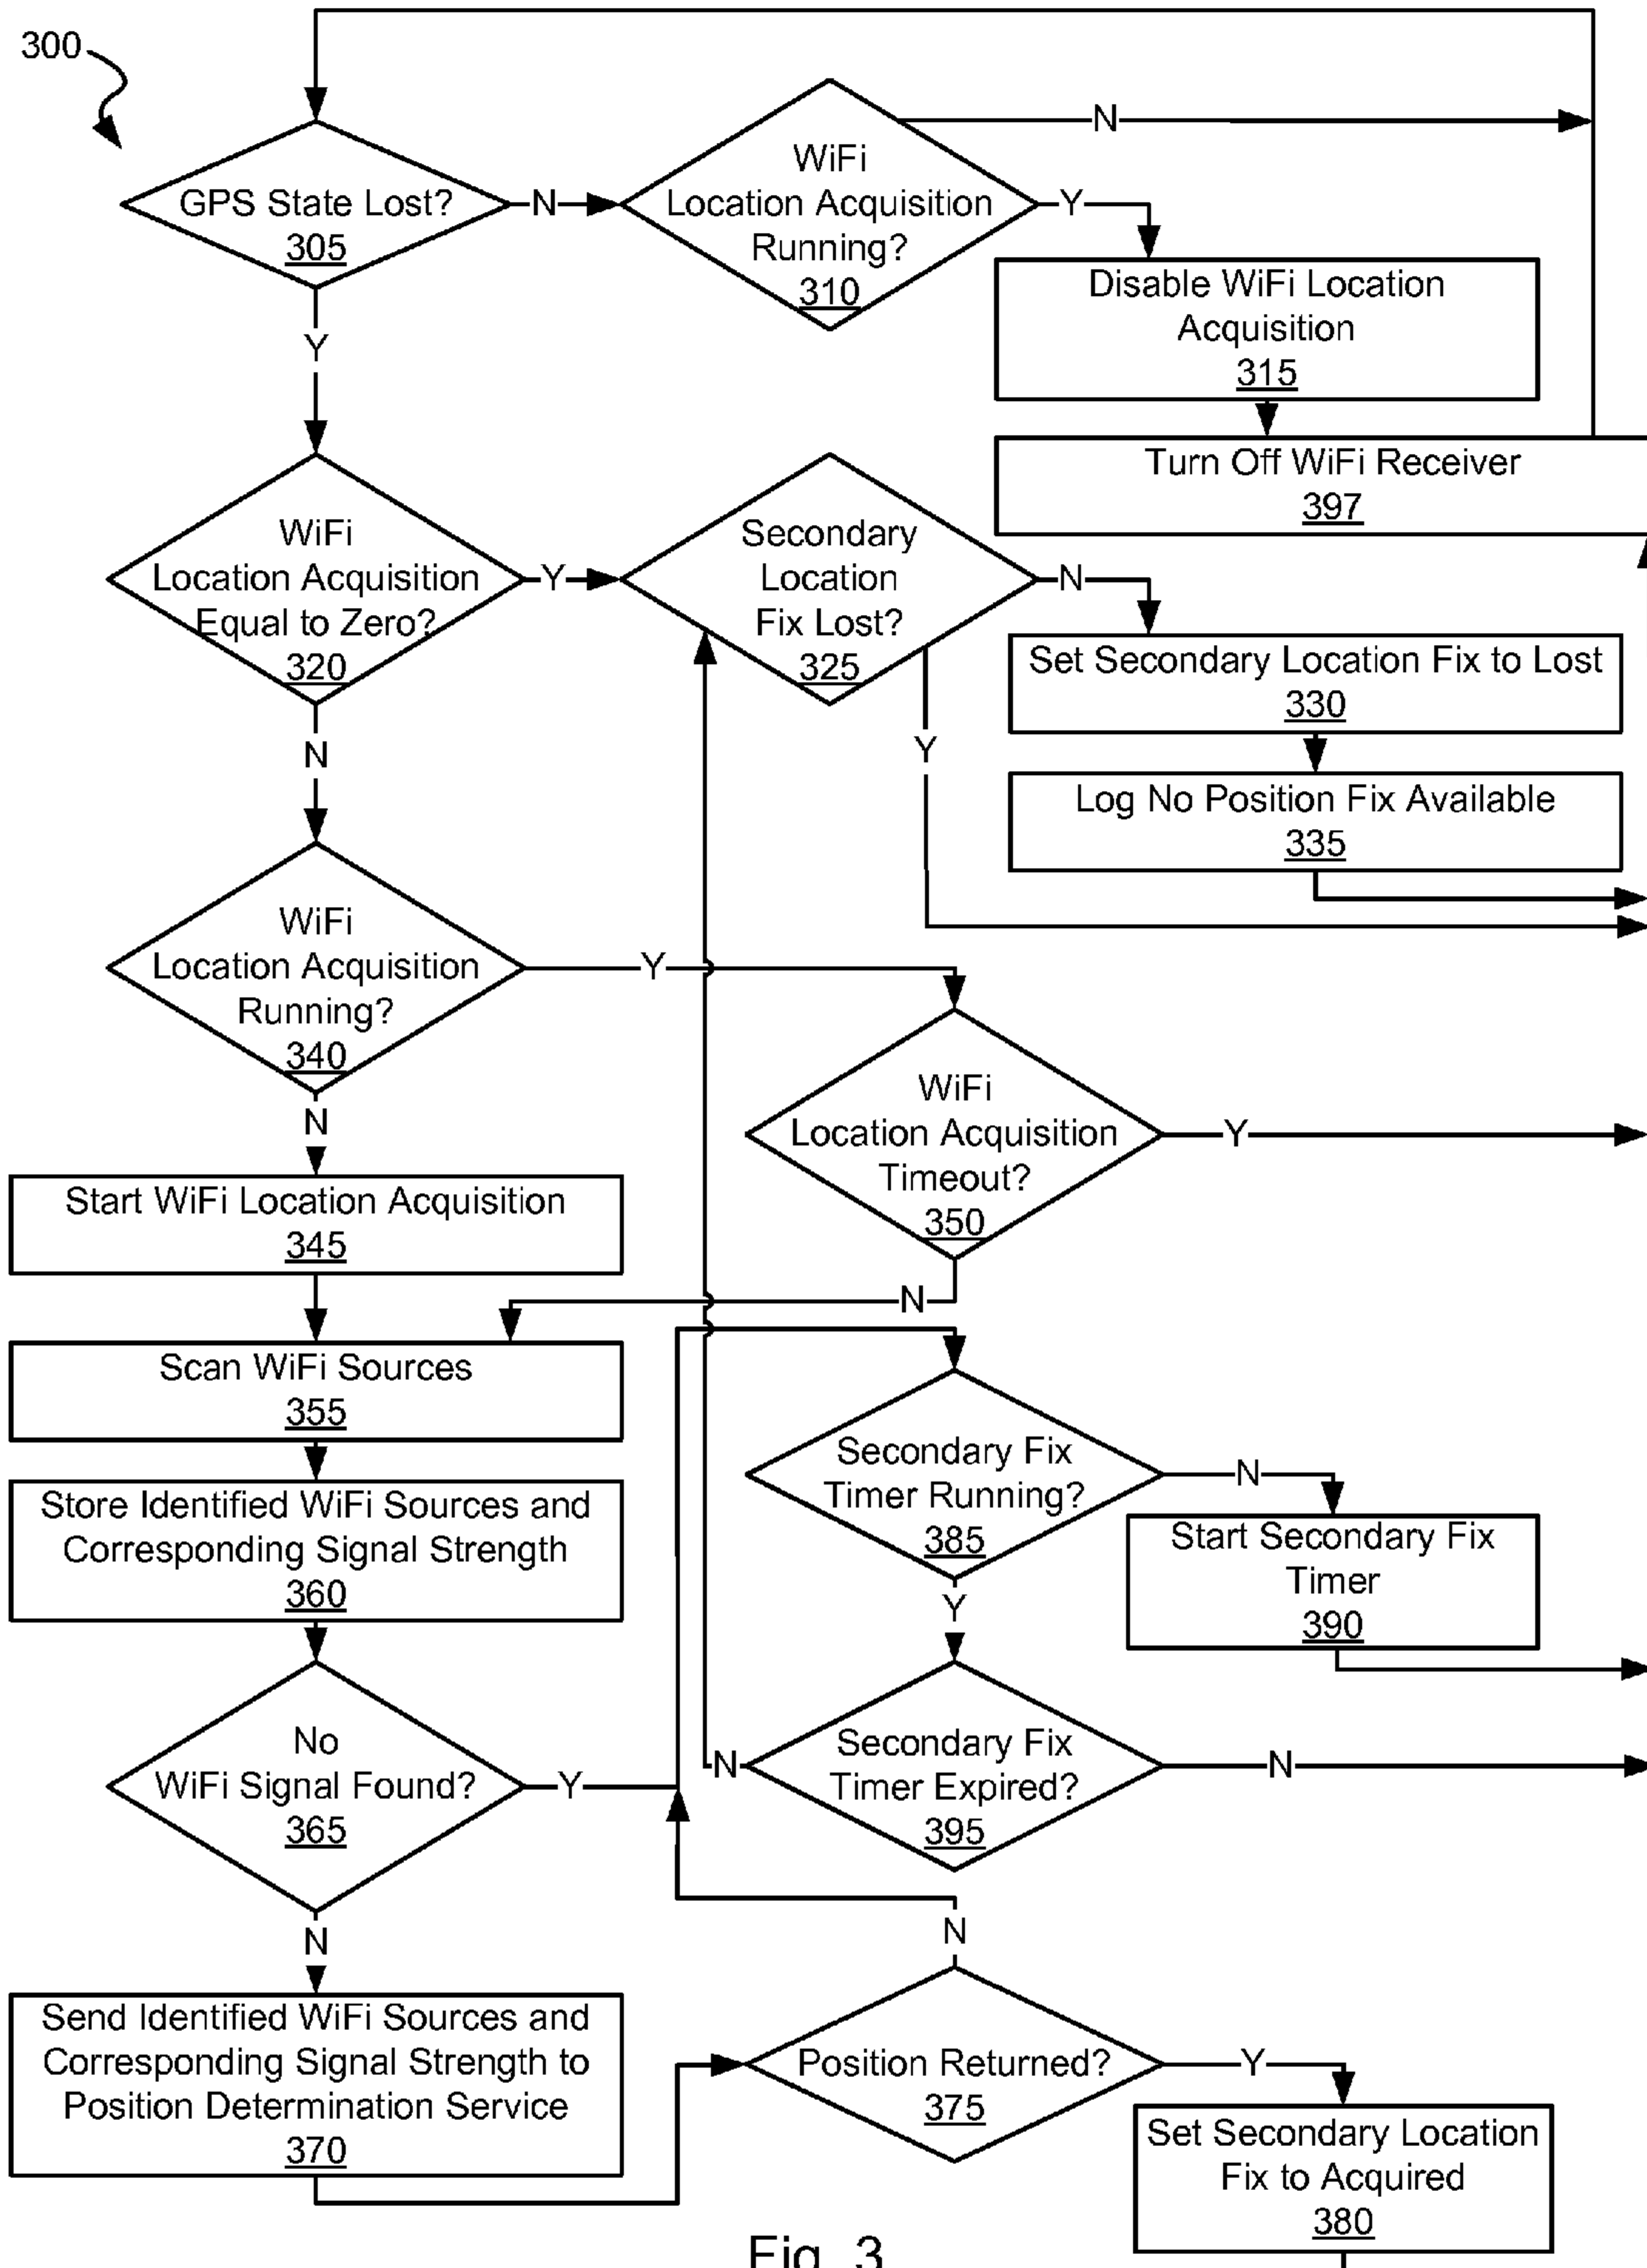 300
GPS State Lost?
305
N
WiFi
Location Acquisition
Running?
310
N
Y
Disable WiFi Location
Acquisition
315
Turn Off WiFi Receiver
397
Y
WiFi
Location Acquisition
Equal to Zero?
320
Y
Secondary
Location
Fix Lost?
325
N
Set Secondary Location Fix to Lost
330
Log No Position Fix Available
335
Y
N
WiFi
Location Acquisition
Running?
340
Y
WiFi
Location Acquisition
Timeout?
350
Y
N
N
Start WiFi Location Acquisition
345
Scan WiFi Sources
355
Store Identified WiFi Sources and
Corresponding Signal Strength
360
Secondary Fix
Timer Running?
385
N
Start Secondary Fix
Timer
390
Y
No
WiFi Signal Found?
365
Y
N
Secondary Fix
Timer Expired?
395
N
N
N
Send Identified WiFi Sources and
Corresponding Signal Strength to
Position Determination Service
370
Position Returned?
375
Y
Set Secondary Location
Fix to Acquired
380
Fig. 3